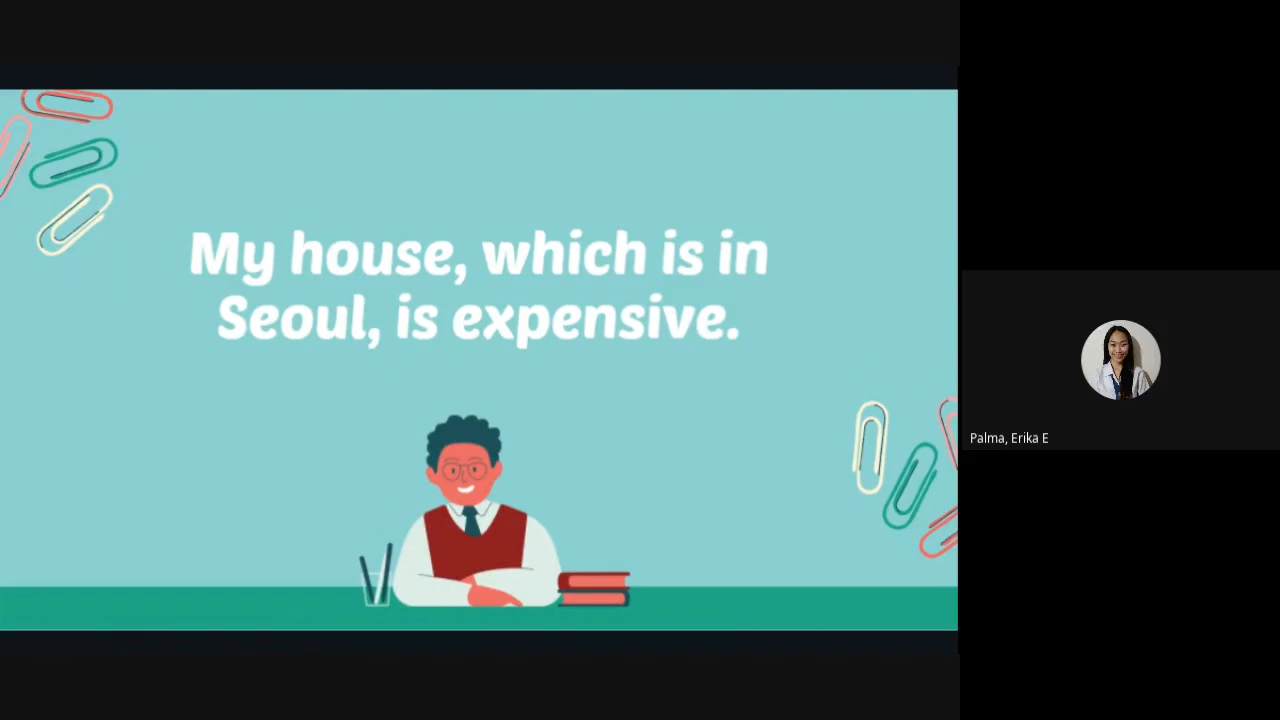 My house, which is in
Seoul, is expensive.
Palma, Erika E